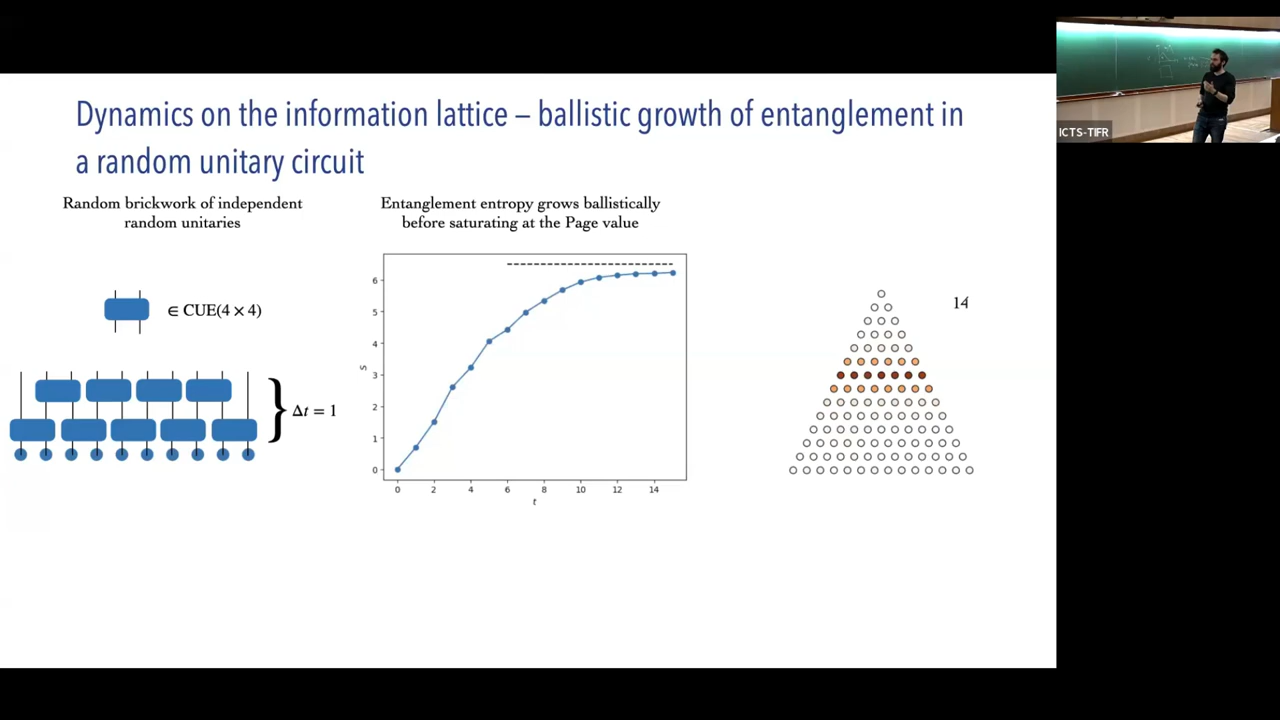 Dynamics on the information lattice – ballistic growth of entanglement in
a random unitary circuit
Random brickwork of independent
random unitaries
∈ CUE(4 × 4)
Δt = 1
Entanglement entropy grows ballistically
before saturating at the Page value
S
6
5
4
3
2
1
0
0 2 4 6 8 10 12 14
t
14
ICTS-TIFR